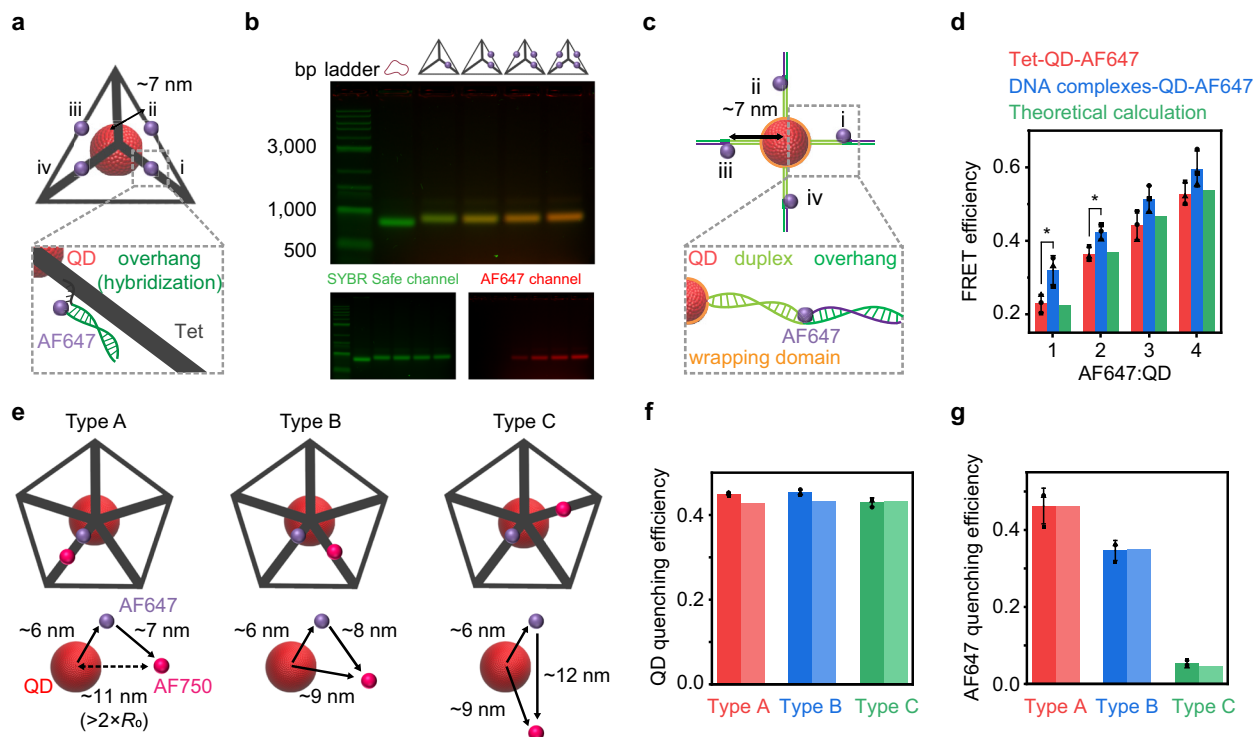 a
~7 nm
iii
ii
iv
i
QD
overhang
(hybridization)
AF647
Tet
b
bp ladder
3,000
1,000
500
SYBR Safe channel
AF647 channel
c
ii
~7 nm
i
iii
iv
QD duplex overhang
AF647
wrapping domain
d
Tet-QD-AF647
DNA complexes-QD-AF647
Theoretical calculation
FRET efficiency
0.6
0.4
0.2
*
*
1 2 3 4
AF647:QD
e
Type A
Type B
Type C
AF647
~6 nm
~7 nm
QD
AF750
~11 nm
(>2×R₀)
~6 nm
~8 nm
~9 nm
~6 nm
~12 nm
~9 nm
f
QD quenching efficiency
0.4
0.2
0.0
Type A Type B Type C
g
AF647 quenching efficiency
0.4
0.2
0.0
Type A Type B Type C